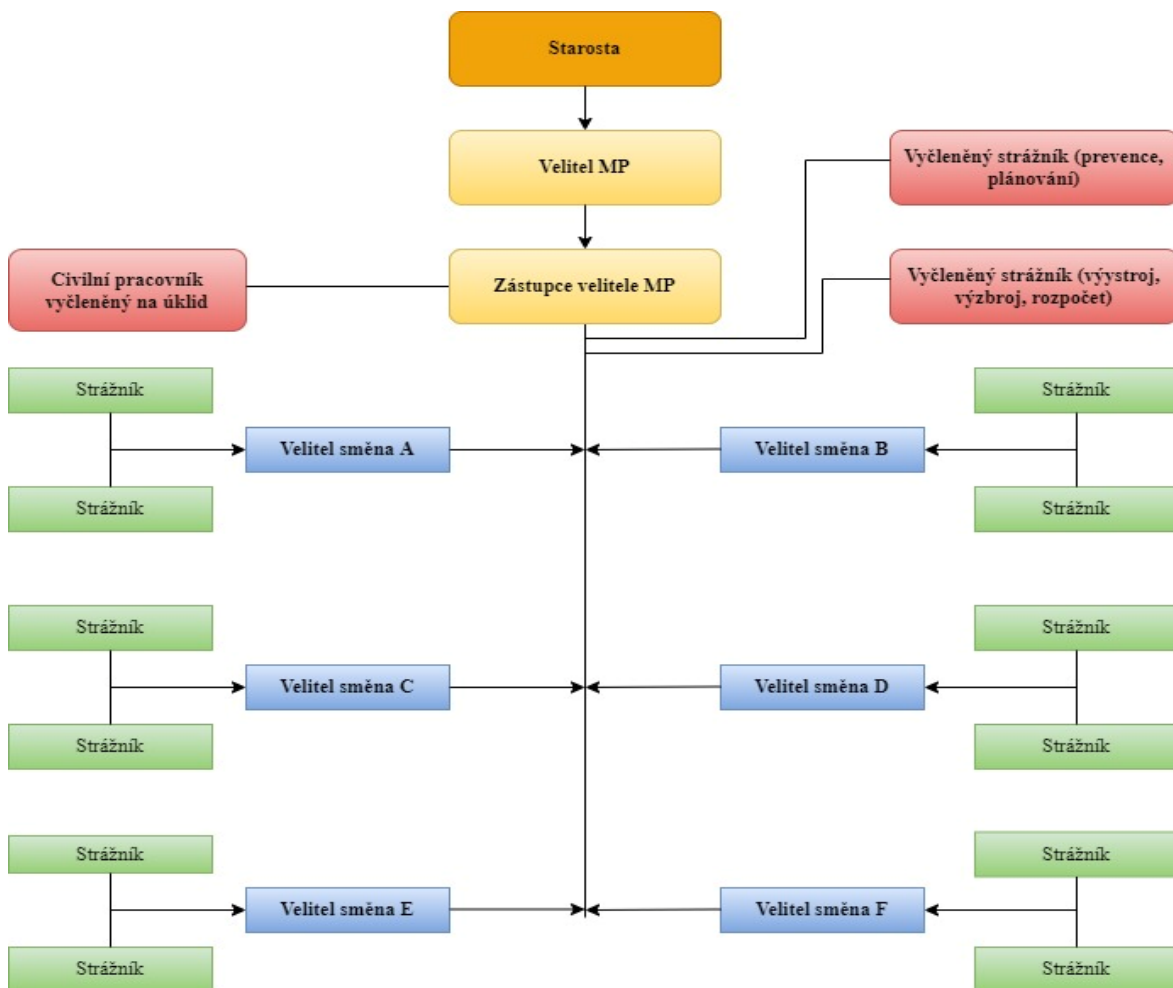 Starosta
Velitel MP
Vyčleněný strážník (prevence,
plánování)
Civilní pracovník
vyčleněný na úklid
Zástupce velitele MP
Vyčleněný strážník (výystroj,
výzbroj, rozpočet)
Strážník
Strážník
Velitel směna A
Velitel směna B
Strážník
Strážník
Strážník
Strážník
Velitel směna C
Velitel směna D
Strážník
Strážník
Strážník
Strážník
Velitel směna E
Velitel směna F
Strážník
Strážník